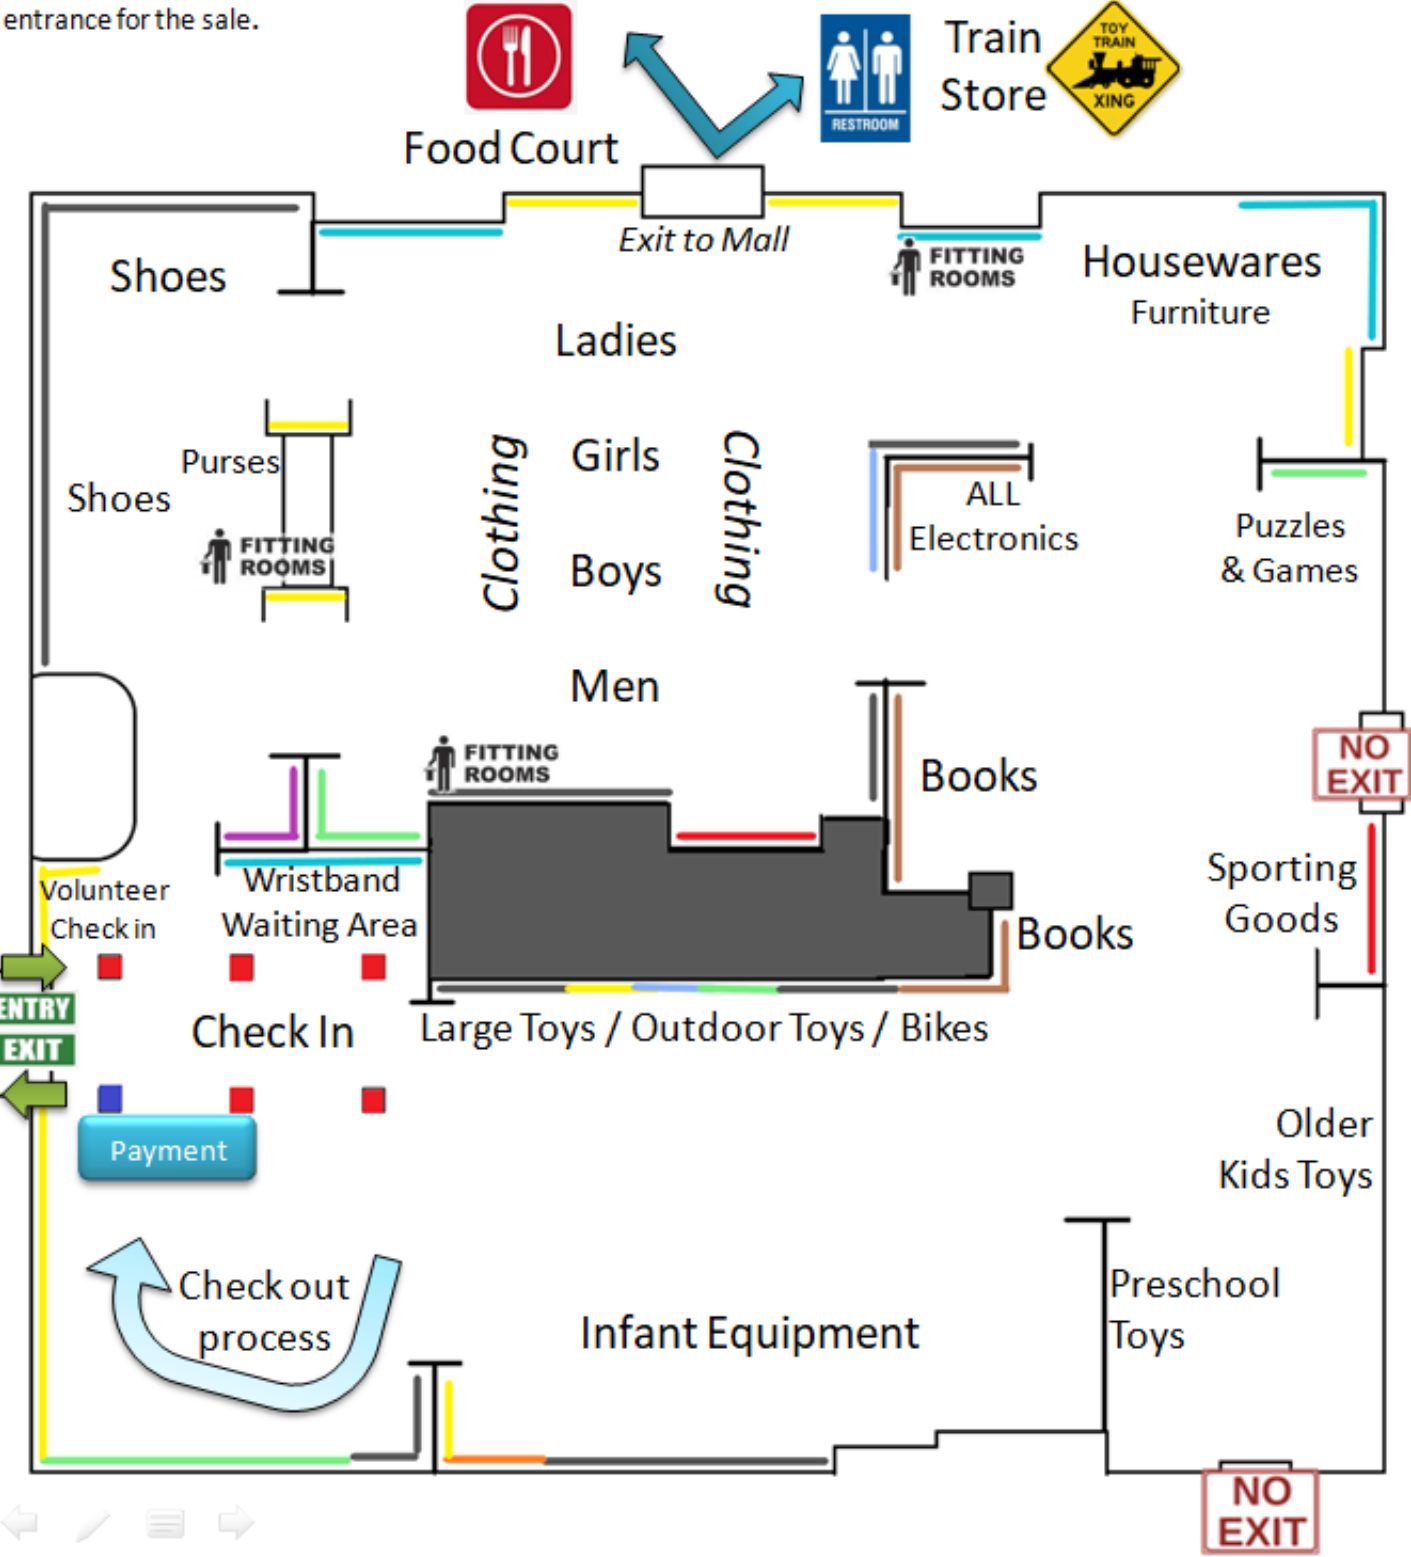 entrance for the sale.
Food Court
RESTROOM
Train
Store
TOY
TRAIN
XING
Exit to Mall
Shoes
FITTING
ROOMS
Housewares
Furniture
Ladies
Purses
Shoes
FITTING
ROOMS
Clothing
Girls
Clothing
Boys
Men
ALL
Electronics
Puzzles
& Games
NO
EXIT
FITTING
ROOMS
Books
Volunteer
Check in
Wristband
Waiting Area
Sporting
Goods
Books
ENTRY
EXIT
Check In
Large Toys / Outdoor Toys / Bikes
Payment
Older
Kids Toys
Check out
process
Infant Equipment
Preschool
Toys
NO
EXIT